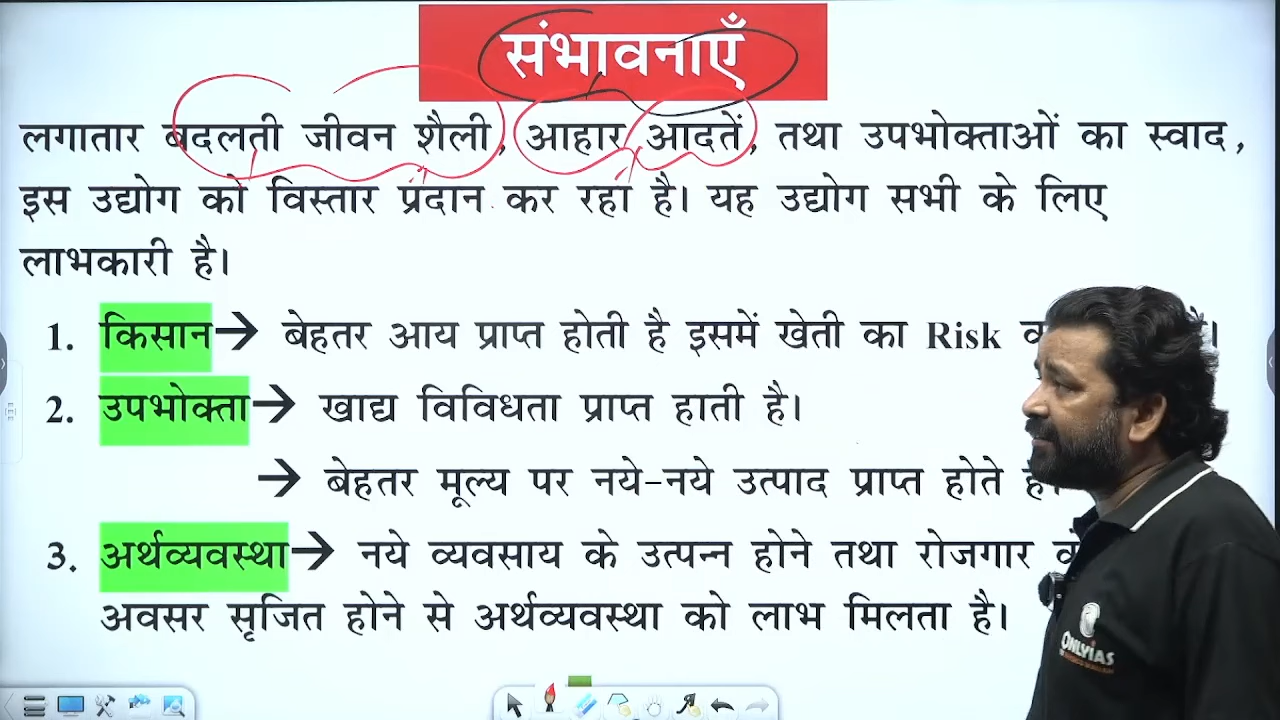 संभावनाएँ
लगातार बदलती जीवन शैली, आहार आदतें, तथा उपभोक्ताओं का स्वाद,
इस उद्योग को विस्तार प्रदान कर रहा है। यह उद्योग सभी के लिए
लाभकारी है।
1. किसान→ बेहतर आय प्राप्त होती है इसमें खेती का Risk
2. उपभोक्ता→ खाद्य विविधता प्राप्त हाती है।
→ बेहतर मूल्य पर नये-नये उत्पाद प्राप्त होते
3. अर्थव्यवस्था→ नये व्यवसाय के उत्पन्न होने तथा रोजगार
अवसर सृजित होने से अर्थव्यवस्था को लाभ मिलता है।
ONLYIAS